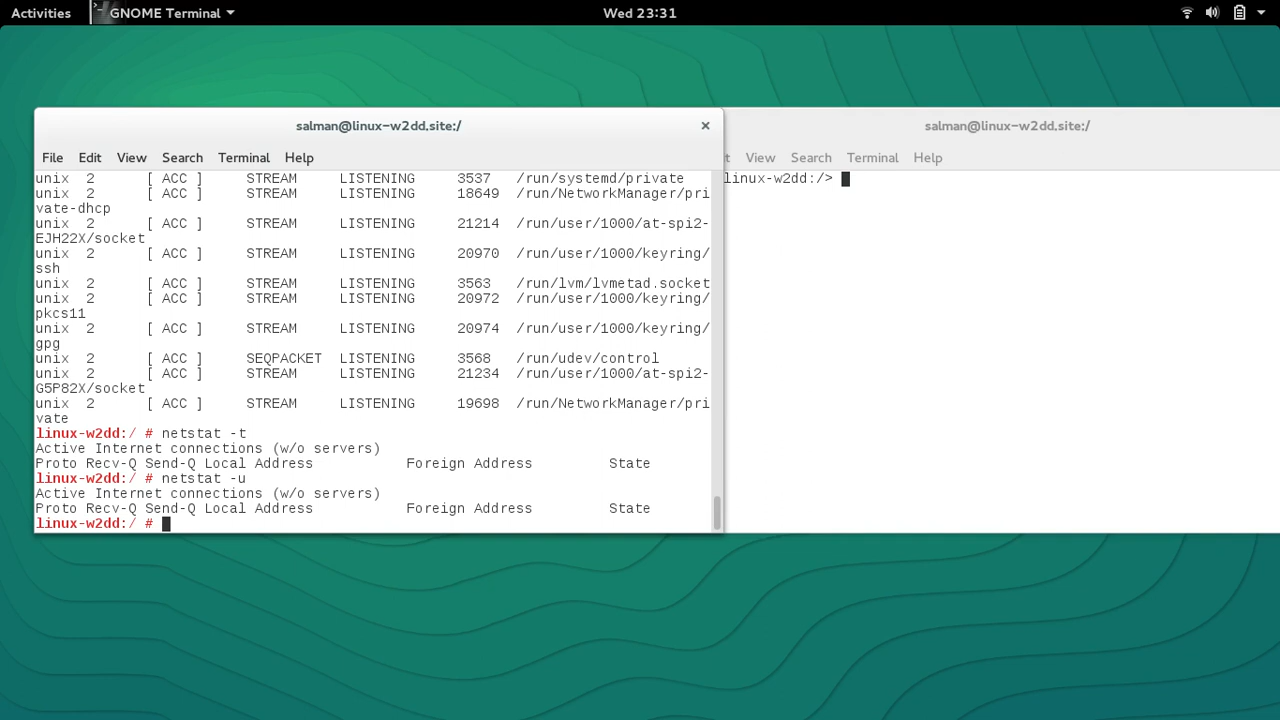 Activities GNOME Terminal Wed 23:31
salman@linux-w2dd.site:/
File Edit View Search Terminal Help
unix 2 [ ACC ] STREAM LISTENING 3537 /run/systemd/private
unix 2 [ ACC ] STREAM LISTENING 18649 /run/NetworkManager/pri
vate-dhcp
unix 2 [ ACC ] STREAM LISTENING 21214 /run/user/1000/at-spi2-
EJH22X/socket
unix 2 [ ACC ] STREAM LISTENING 20970 /run/user/1000/keyring/
ssh
unix 2 [ ACC ] STREAM LISTENING 3563 /run/lvm/lvmetad.socket
unix 2 [ ACC ] STREAM LISTENING 20972 /run/user/1000/keyring/
pkcs11
unix 2 [ ACC ] STREAM LISTENING 20974 /run/user/1000/keyring/
gpg
unix 2 [ ACC ] SEQPACKET LISTENING 3568 /run/udev/control
unix 2 [ ACC ] STREAM LISTENING 21234 /run/user/1000/at-spi2-
G5P82X/socket
unix 2 [ ACC ] STREAM LISTENING 19698 /run/NetworkManager/pri
vate
linux-w2dd:/ # netstat -t
Active Internet connections (w/o servers)
Proto Recv-Q Send-Q Local Address Foreign Address State
linux-w2dd:/ # netstat -u
Active Internet connections (w/o servers)
Proto Recv-Q Send-Q Local Address Foreign Address State
linux-w2dd:/ #
salman@linux-w2dd.site:/
t View Search Terminal Help
linux-w2dd:/>